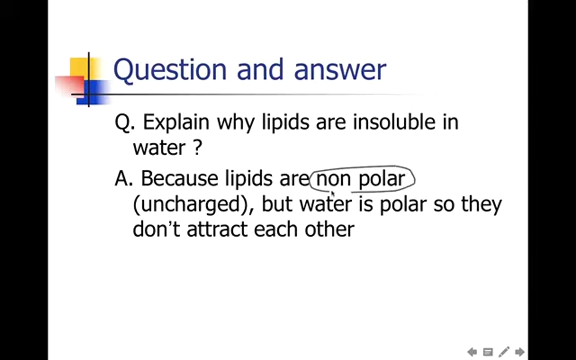 Question and answer
Q. Explain why lipids are insoluble in
water ?
A. Because lipids are non polar
(uncharged), but water is polar so they
don't attract each other